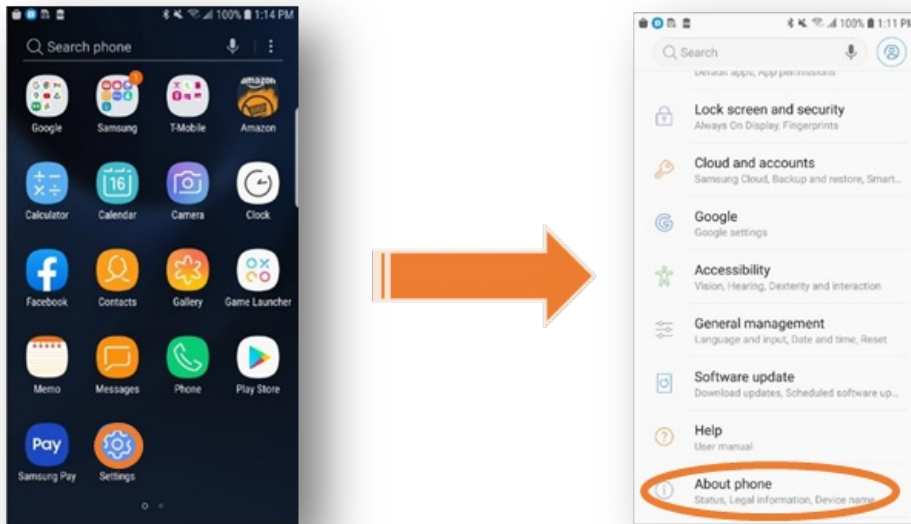 100% 1:14 PM
Search phone
1
amazon
Google Samsung T-Mobile Amazon
16
Calculator Calendar Camera Clock
Facebook Contacts Gallery Game Launcher
Memo Messages Phone Play Store
Pay
Samsung Pay Settings
100% 1:11 PM
Search
Default apps, App permissions
Lock screen and security
Always On Display, Fingerprints
Cloud and accounts
Samsung Cloud, Backup and restore, Smart...
Google
Google settings
Accessibility
Vision, Hearing, Dexterity and interaction
General management
Language and input, Date and time, Reset
Software update
Download updates, Scheduled software up...
Help
User manual
About phone
Status, Legal information, Device name